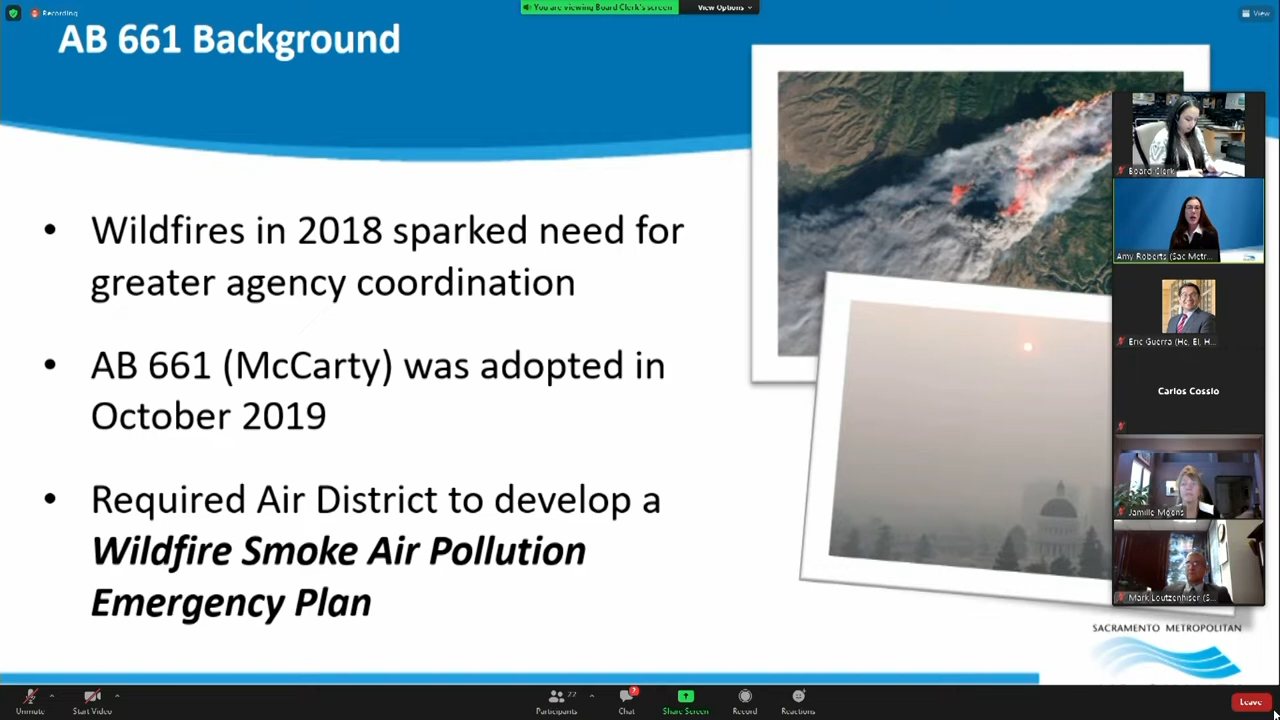 Recording
You are viewing Board Clerk's screen
View Options
View
AB 661 Background
• Wildfires in 2018 sparked need for
greater agency coordination
• AB 661 (McCarty) was adopted in
October 2019
• Required Air District to develop a
Wildfire Smoke Air Pollution
Emergency Plan
Board Clerk
Amy Roberts (Sac Metr...
Eric Guerra (He, El, H...
Carlos Cossio
Jamille Moens
Mark Loutzenhiser (S...
SACRAMENTO METROPOLITAN
Unmute
Start Video
22
Participants
Chat
Share Screen
Record
Reactions
Leave